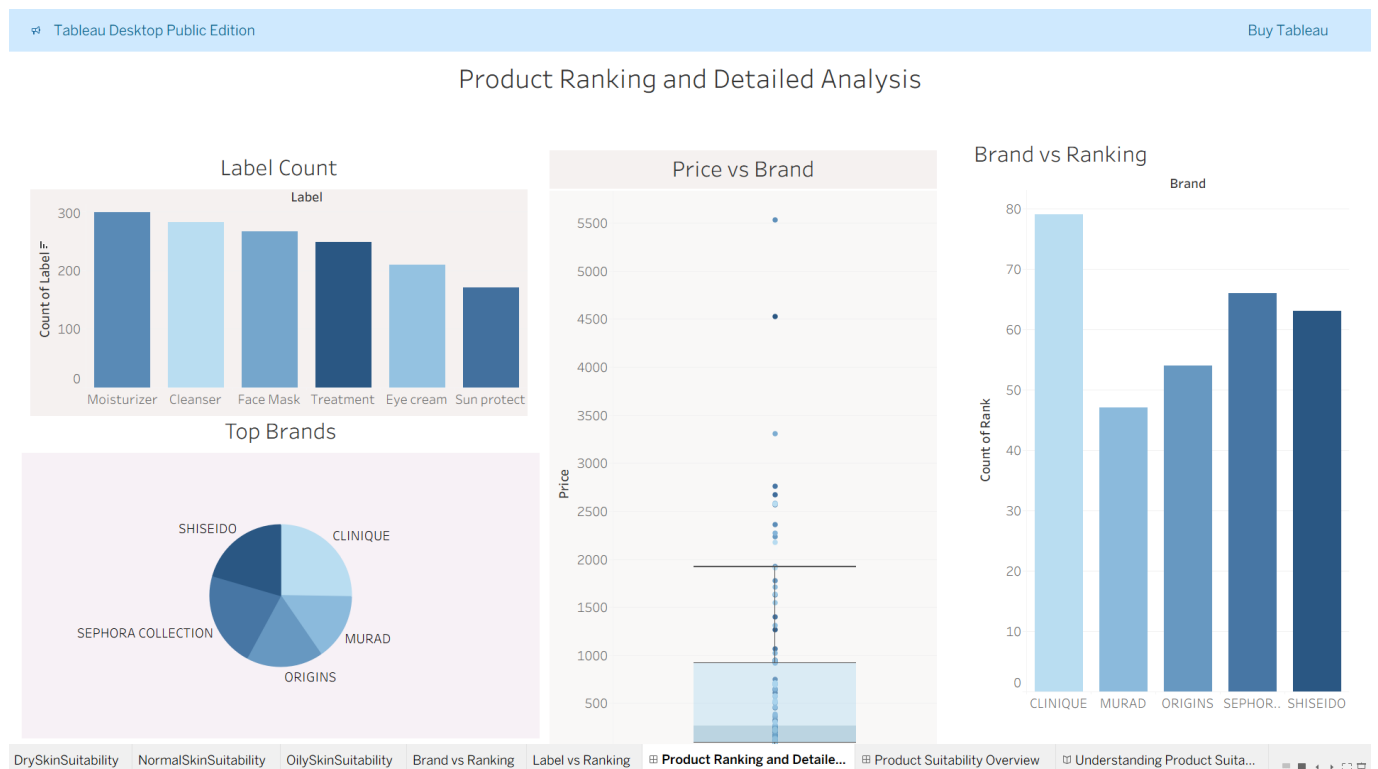 Tableau Desktop Public Edition
Buy Tableau
Product Ranking and Detailed Analysis
Label Count
Label
Count of Label
300
200
100
0
Moisturizer Cleanser Face Mask Treatment Eye cream Sun protect
Top Brands
SHISEIDO
CLINIQUE
SEPHORA COLLECTION
MURAD
ORIGINS
Price vs Brand
Price
5500
5000
4500
4000
3500
3000
2500
2000
1500
1000
500
Brand vs Ranking
Brand
Count of Rank
80
70
60
50
40
30
20
10
0
CLINIQUE MURAD ORIGINS SEPHOR.. SHISEIDO
DrySkinSuitability NormalSkinSuitability OilySkinSuitability Brand vs Ranking Label vs Ranking Product Ranking and Detaile... Product Suitability Overview Understanding Product Suita...